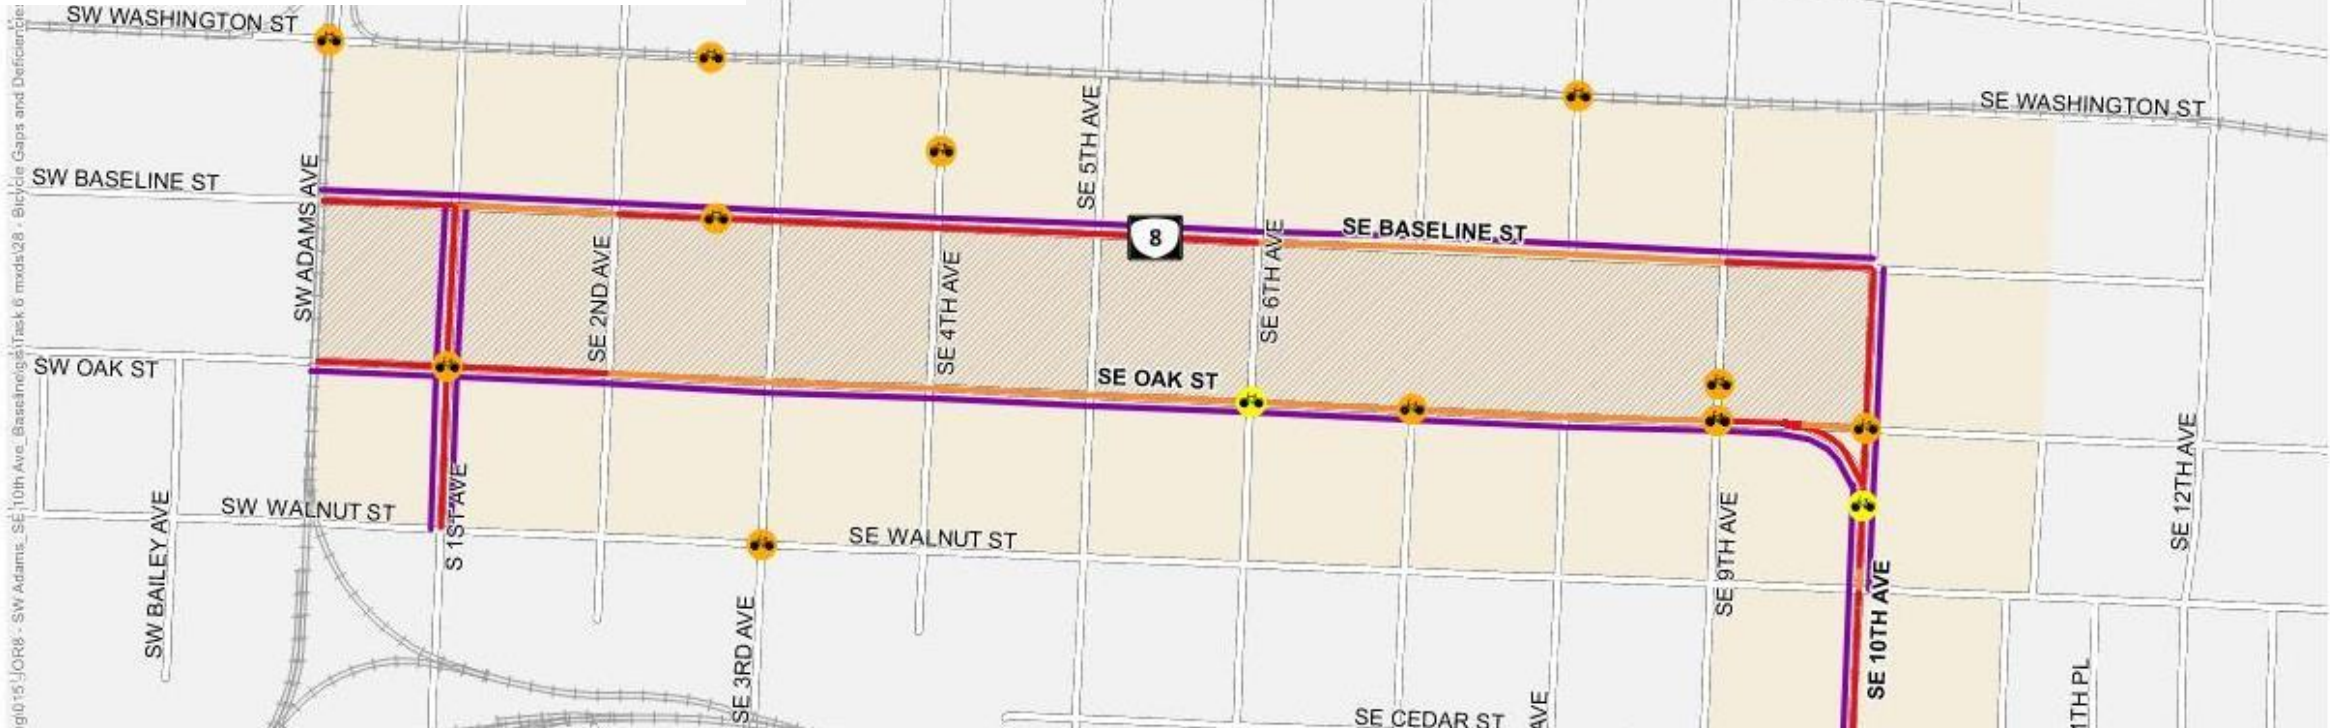 SW WASHINGTON ST
SE WASHINGTON ST
SE 5TH AVE
SW BASELINE ST
SW ADAMS AVE
8
SE BASELINE ST
SE 2ND AVE
SE 4TH AVE
SE 6TH AVE
SW OAK ST
SE OAK ST
SE 12TH AVE
SW WALNUT ST
S 1ST AVE
SE WALNUT ST
SE 9TH AVE
SW BAILEY AVE
SE 10TH AVE
SE 3RD AVE
SE CEDAR ST
AVE
1TH PL